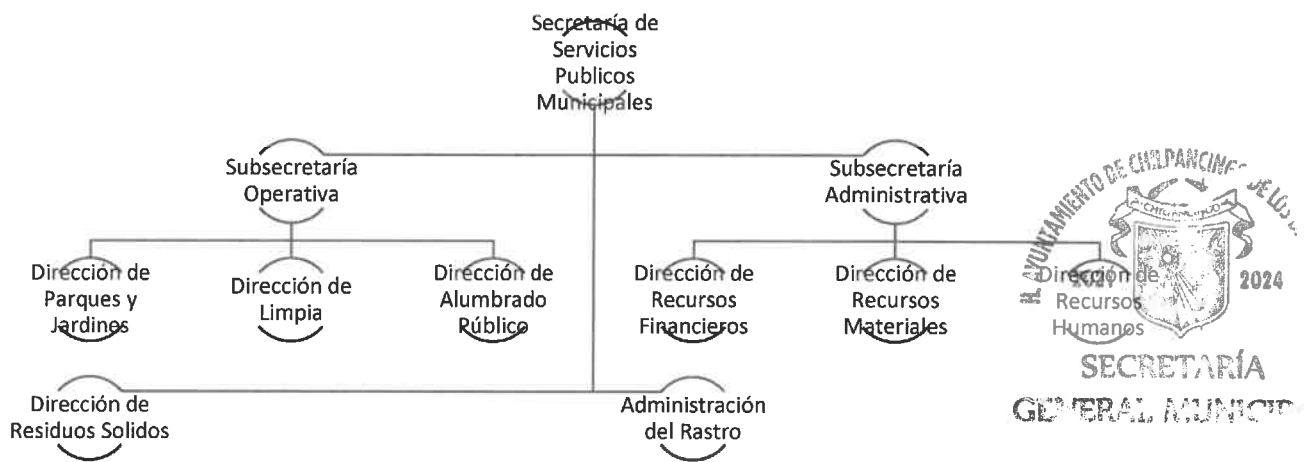 Secretaría de
Servicios
Publicos
Municipales
Subsecretaría
Operativa
Subsecretaría
Administrativa
Dirección de
Parques y
Jardines
Dirección de
Limpia
Dirección de
Alumbrado
Público
Dirección de
Recursos
Financieros
Dirección de
Recursos
Materiales
Dirección de
Recursos
Humanos
Dirección de
Residuos Solidos
Administración
del Rastro
H. AYUNTAMIENTO DE CHILPANCINGO DE LOS
2021 2024
SECRETARÍA
GENERAL